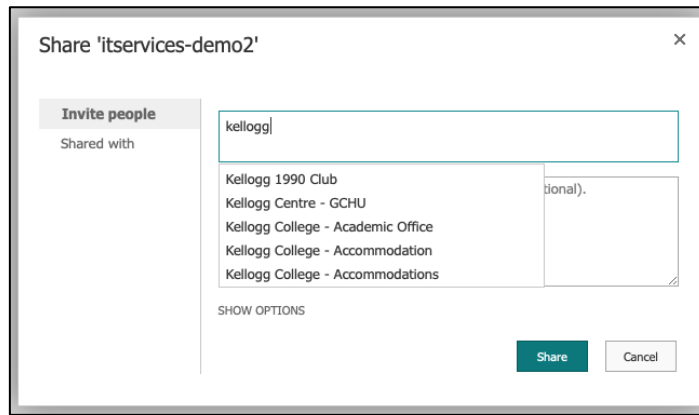 Share 'itservices-demo2'
Invite people
Shared with
kellogg
Kellogg 1990 Club
Kellogg Centre - GCHU
Kellogg College - Academic Office
Kellogg College - Accommodation
Kellogg College - Accommodations
tional).
SHOW OPTIONS
Share
Cancel